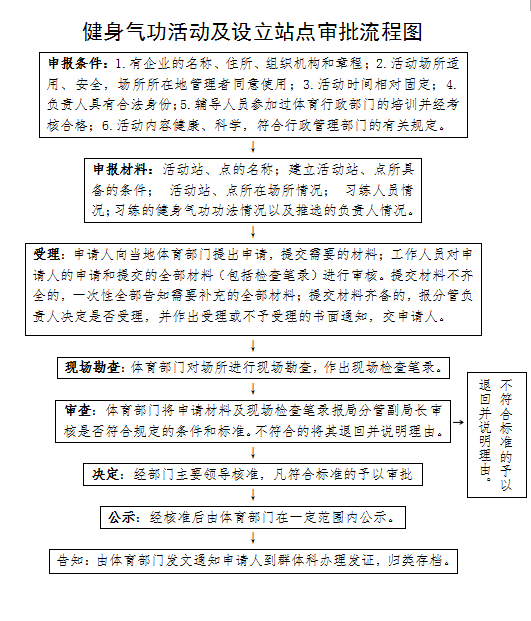 健身气功活动及设立站点审批流程图
申报条件：1.有企业的名称、住所、组织机构和章程；2.活动场所适
用、安全，场所所在地管理者同意使用；3.活动时间相对固定；4.
负责人具有合法身份；5.辅导人员参加过体育行政部门的培训并经考
核合格；6.活动内容健康、科学，符合行政管理部门的有关规定。
↓
申报材料：活动站、点的名称；建立活动站、点所具
备的条件； 活动站、点所在场所情况； 习练人员情
况；习练的健身气功功法情况以及推选的负责人情况。
↓
受理：申请人向当地体育部门提出申请，提交需要的材料；工作人员对申
请人的申请和提交的全部材料（包括检查笔录）进行审核。提交材料不齐
全的，一次性全部告知需要补充的全部材料；提交材料齐备的，报分管负
责人决定是否受理，并作出受理或不予受理的书面通知，交申请人。
↓
现场勘查：体育部门对场所进行现场勘查，作出现场检查笔录。
↓
审查：体育部门将申请材料及现场检查笔录报局分管副局长审
核是否符合规定的条件和标准。不符合的将其退回并说明理由。
→
不符合标准的予以
退回并说明理由。
↓
决定：经部门主要领导核准，凡符合标准的予以审批
↓
公示：经核准后由体育部门在一定范围内公示。
↓
告知：由体育部门发文通知申请人到群体科办理发证，归类存档。